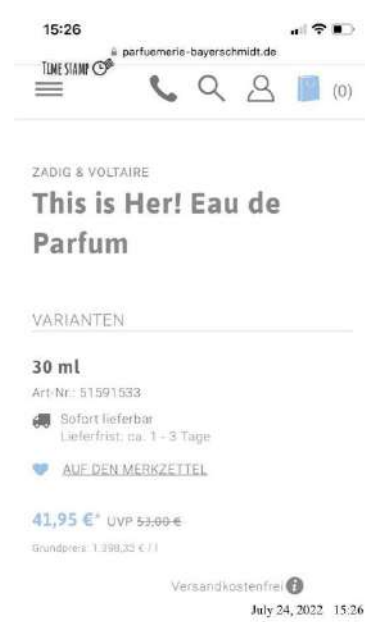 15:26
parfuemerie-bayerschmidt.de
TIME STAMP
(0)
ZADIG & VOLTAIRE
This is Her! Eau de
Parfum
VARIANTEN
30 ml
Art-Nr.: 51591533
Sofort lieferbar
Lieferfrist: ca. 1 - 3 Tage
AUF DEN MERKZETTEL
41,95 €* UVP 53,00 €
Grundpreis: 1.398,33 € / l
Versandkostenfrei
July 24, 2022 15:26